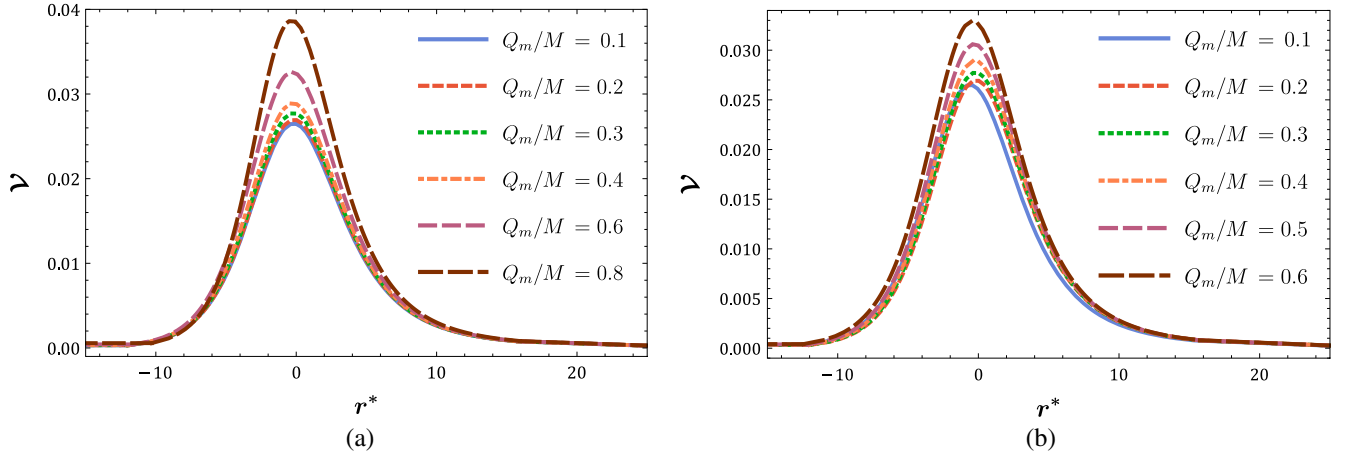 0.04
0.03
0.02
0.01
0.00
𝒱
−10
0
10
20
r*
Q_m/M = 0.1
Q_m/M = 0.2
Q_m/M = 0.3
Q_m/M = 0.4
Q_m/M = 0.6
Q_m/M = 0.8
(a)
0.030
0.025
0.020
0.015
0.010
0.005
0.000
𝒱
−10
0
10
20
r*
Q_m/M = 0.1
Q_m/M = 0.2
Q_m/M = 0.3
Q_m/M = 0.4
Q_m/M = 0.5
Q_m/M = 0.6
(b)